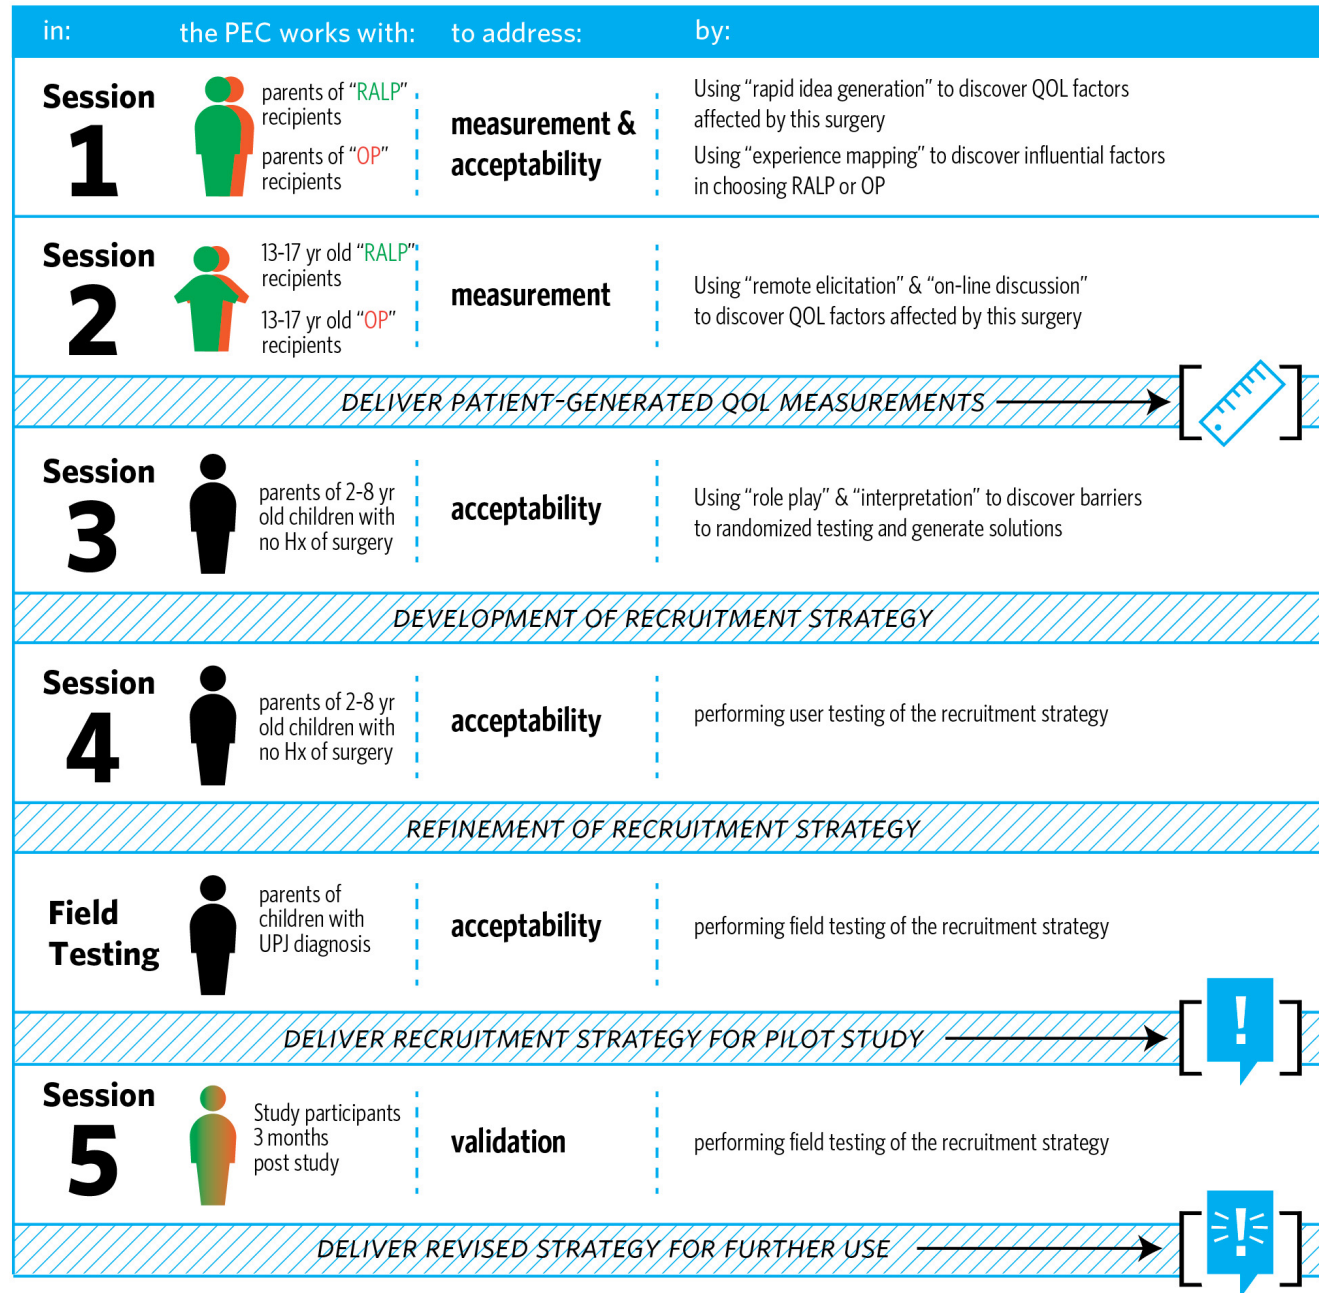 in: the PEC works with: to address: by:
Session
1
parents of “RALP”
recipients
parents of “OP”
recipients
measurement &
acceptability
Using “rapid idea generation” to discover QOL factors
affected by this surgery
Using “experience mapping” to discover influential factors
in choosing RALP or OP
Session
2
13-17 yr old “RALP”
recipients
13-17 yr old “OP”
recipients
measurement
Using “remote elicitation” & “on-line discussion”
to discover QOL factors affected by this surgery
DELIVER PATIENT-GENERATED QOL MEASUREMENTS
Session
3
parents of 2-8 yr
old children with
no Hx of surgery
acceptability
Using “role play” & “interpretation” to discover barriers
to randomized testing and generate solutions
DEVELOPMENT OF RECRUITMENT STRATEGY
Session
4
parents of 2-8 yr
old children with
no Hx of surgery
acceptability
performing user testing of the recruitment strategy
REFINEMENT OF RECRUITMENT STRATEGY
Field
Testing
parents of
children with
UPJ diagnosis
acceptability
performing field testing of the recruitment strategy
DELIVER RECRUITMENT STRATEGY FOR PILOT STUDY
!
Session
5
Study participants
3 months
post study
validation
performing field testing of the recruitment strategy
DELIVER REVISED STRATEGY FOR FURTHER USE
!